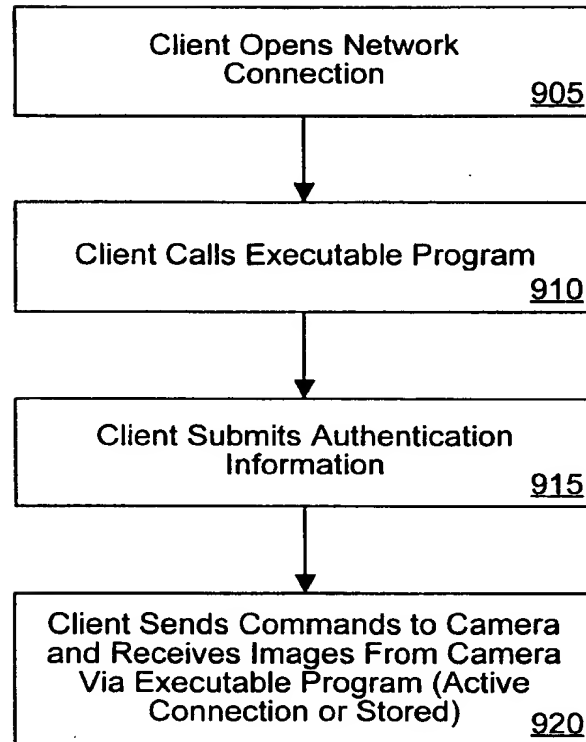 Client Opens Network
Connection
905
Client Calls Executable Program
910
Client Submits Authentication
Information
915
Client Sends Commands to Camera
and Receives Images From Camera
Via Executable Program (Active
Connection or Stored)
920